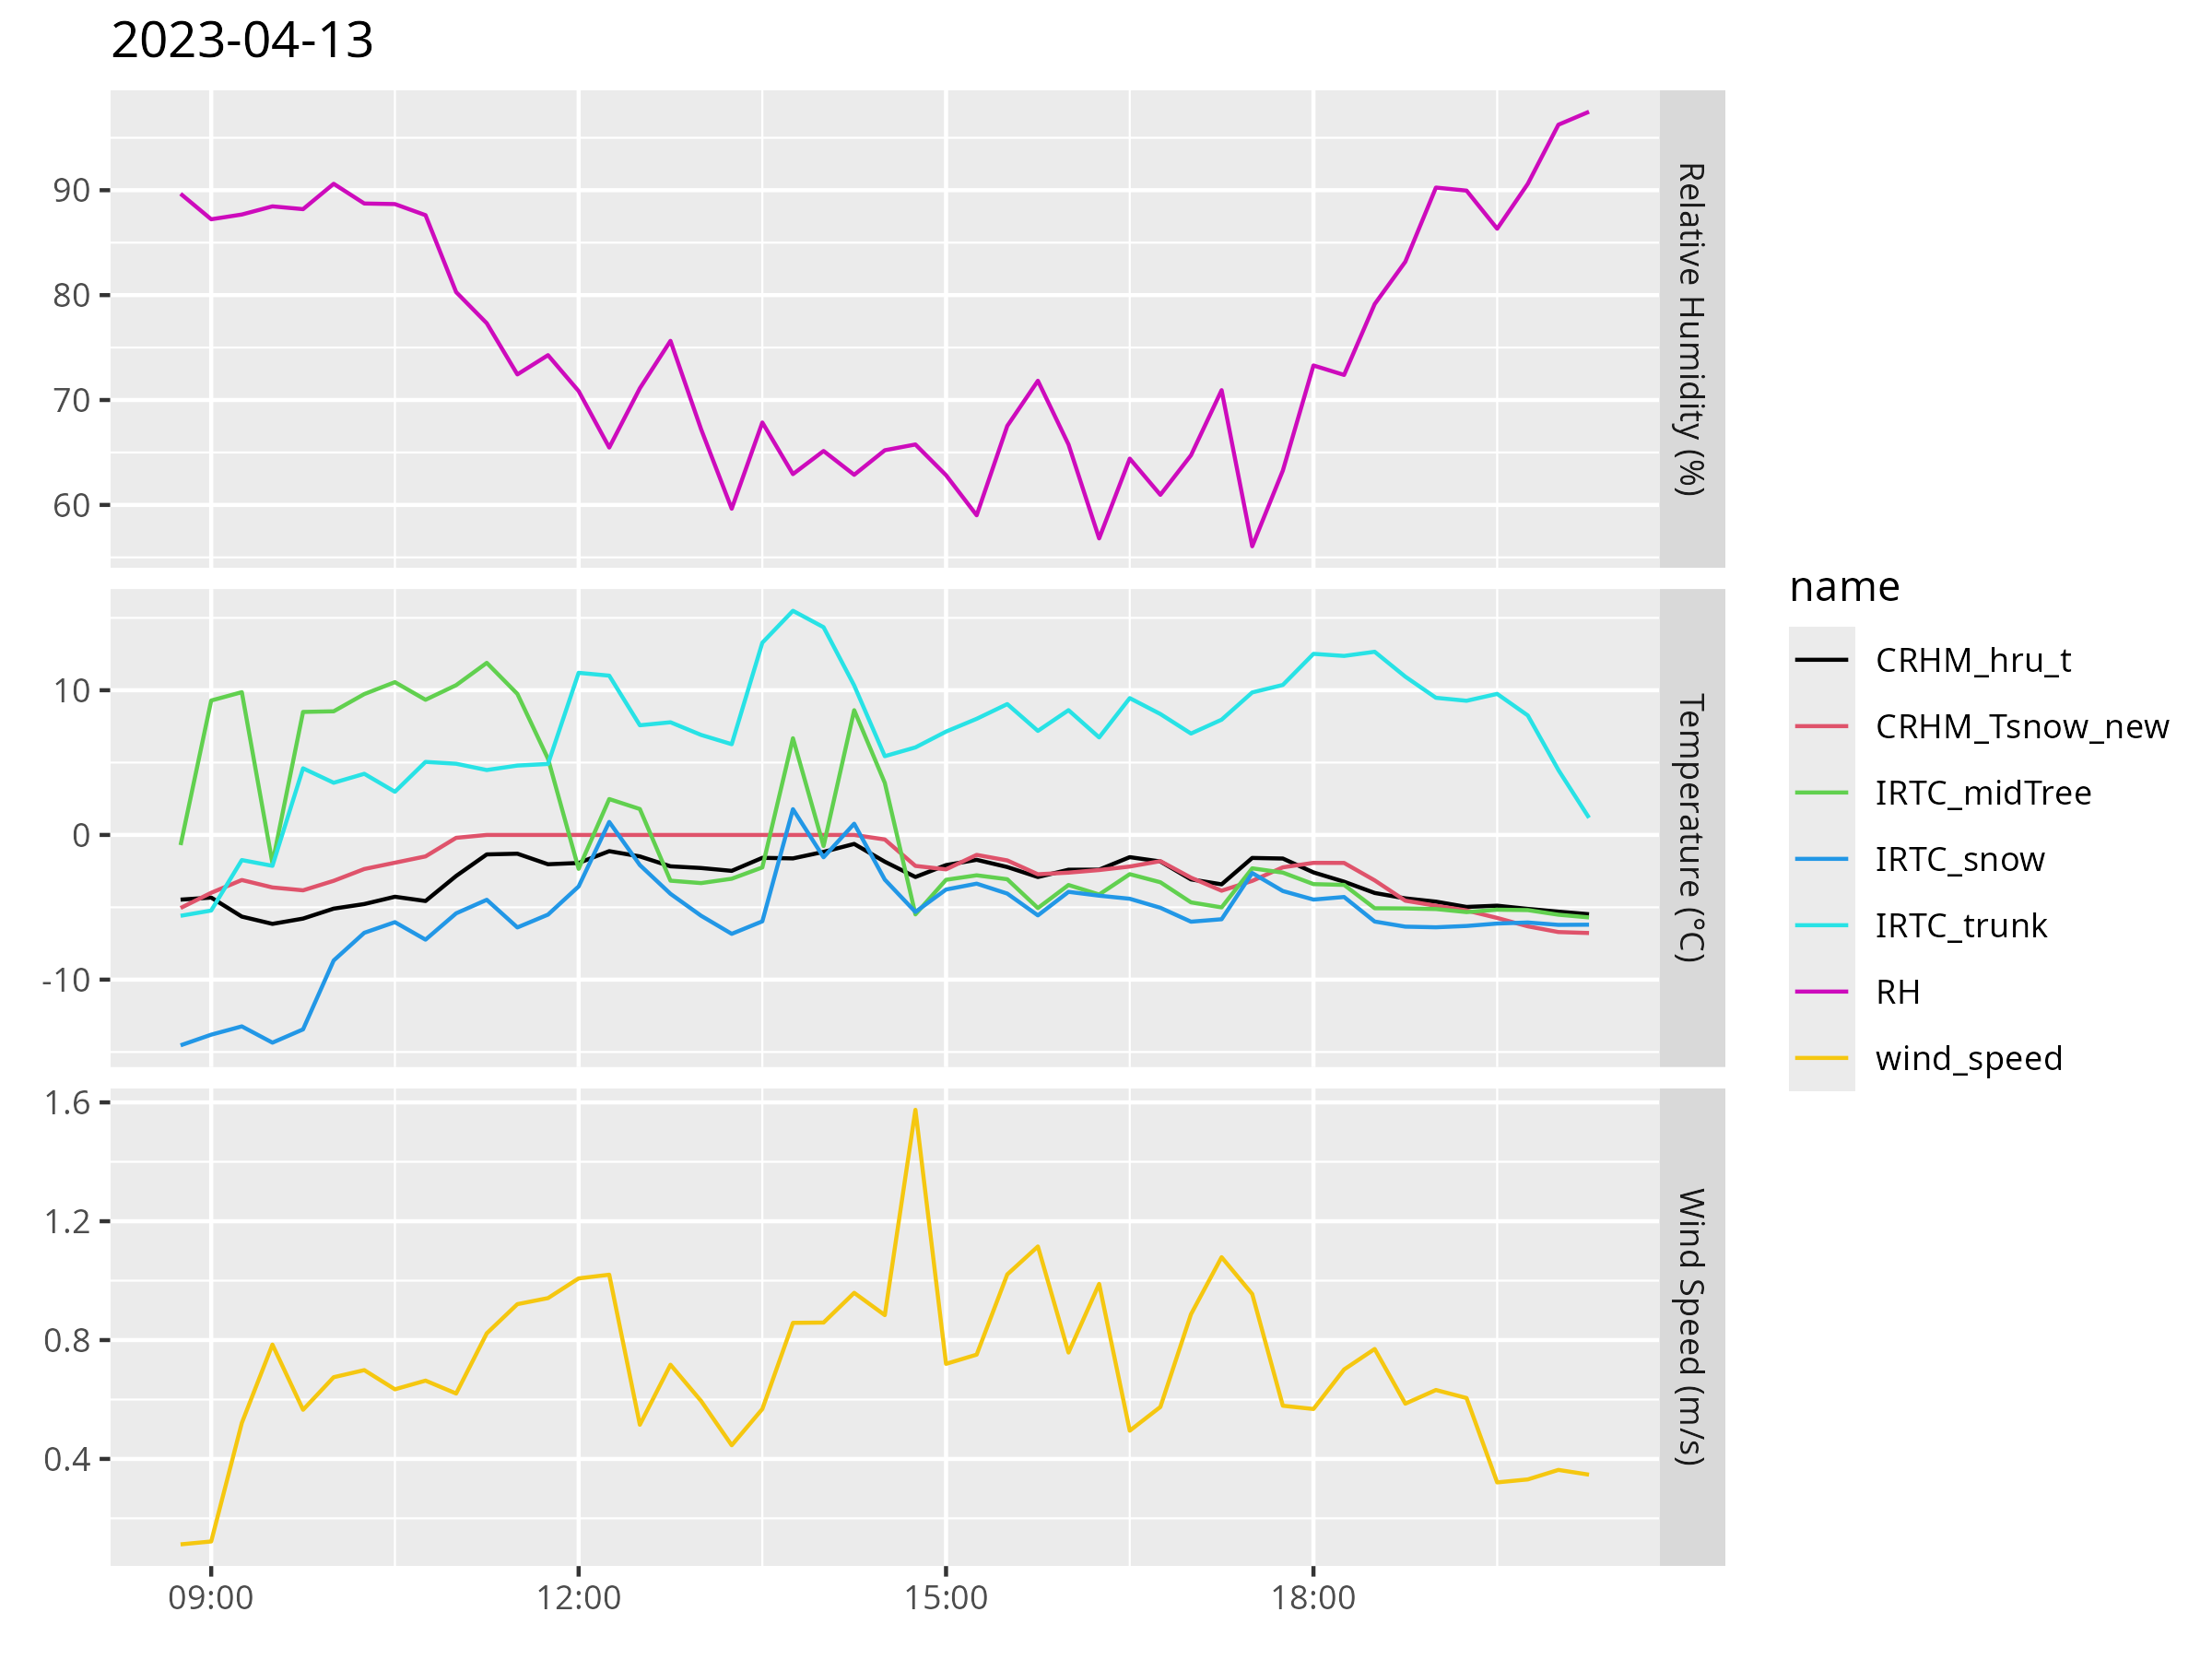 2023-04-13
90
80
70
60
Relative Humidity (%)
10
0
-10
Temperature (°C)
1.6
1.2
0.8
0.4
Wind Speed (m/s)
09:00
12:00
15:00
18:00
name
CRHM_hru_t
CRHM_Tsnow_new
IRTC_midTree
IRTC_snow
IRTC_trunk
RH
wind_speed